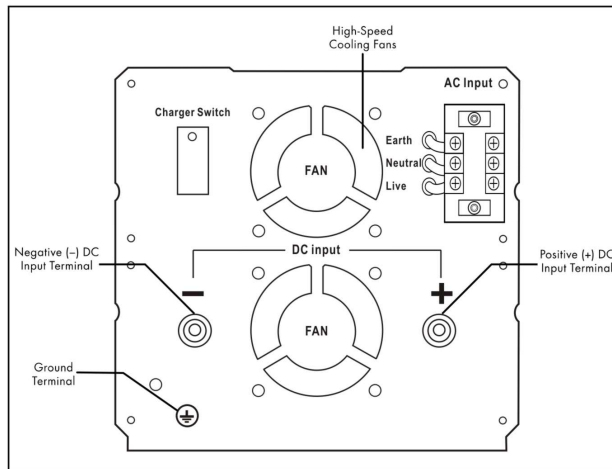 High-Speed
Cooling Fans
AC Input
Charger Switch
Earth
Neutral
Live
FAN
DC input
Negative (–) DC
Input Terminal
Positive (+) DC
Input Terminal
–
+
FAN
Ground
Terminal